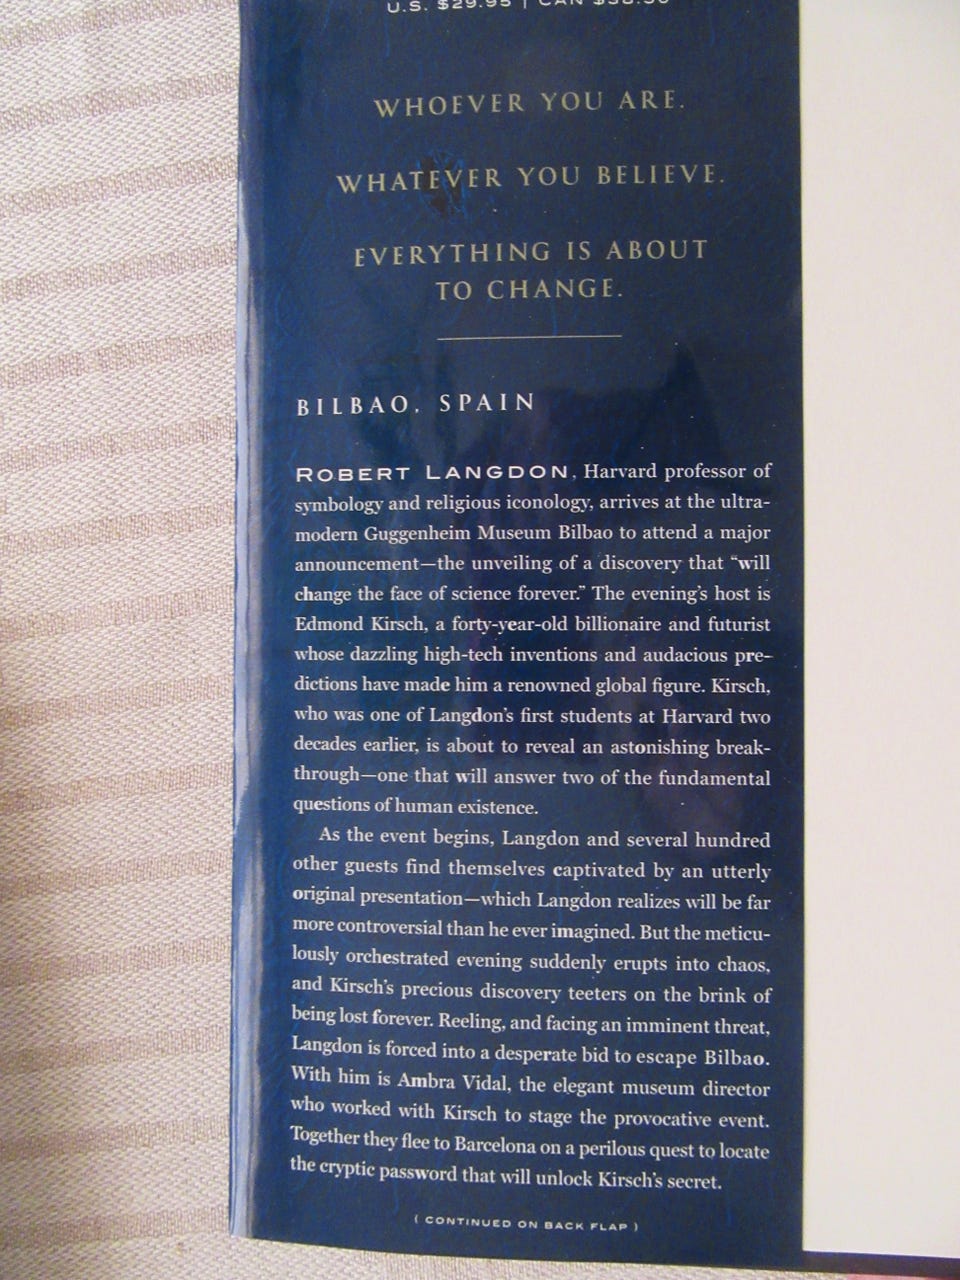 U.S. $29.95 | CAN
WHOEVER YOU ARE.
WHATEVER YOU BELIEVE.
EVERYTHING IS ABOUT
TO CHANGE.
BILBAO, SPAIN
ROBERT LANGDON, Harvard professor of
symbology and religious iconology, arrives at the ultra-
modern Guggenheim Museum Bilbao to attend a major
announcement—the unveiling of a discovery that “will
change the face of science forever.” The evening’s host is
Edmond Kirsch, a forty-year-old billionaire and futurist
whose dazzling high-tech inventions and audacious pre-
dictions have made him a renowned global figure. Kirsch,
who was one of Langdon’s first students at Harvard two
decades earlier, is about to reveal an astonishing break-
through—one that will answer two of the fundamental
questions of human existence.
As the event begins, Langdon and several hundred
other guests find themselves captivated by an utterly
original presentation—which Langdon realizes will be far
more controversial than he ever imagined. But the meticu-
lously orchestrated evening suddenly erupts into chaos,
and Kirsch’s precious discovery teeters on the brink of
being lost forever. Reeling, and facing an imminent threat,
Langdon is forced into a desperate bid to escape Bilbao.
With him is Ambra Vidal, the elegant museum director
who worked with Kirsch to stage the provocative event.
Together they flee to Barcelona on a perilous quest to locate
the cryptic password that will unlock Kirsch’s secret.
( CONTINUED ON BACK FLAP )